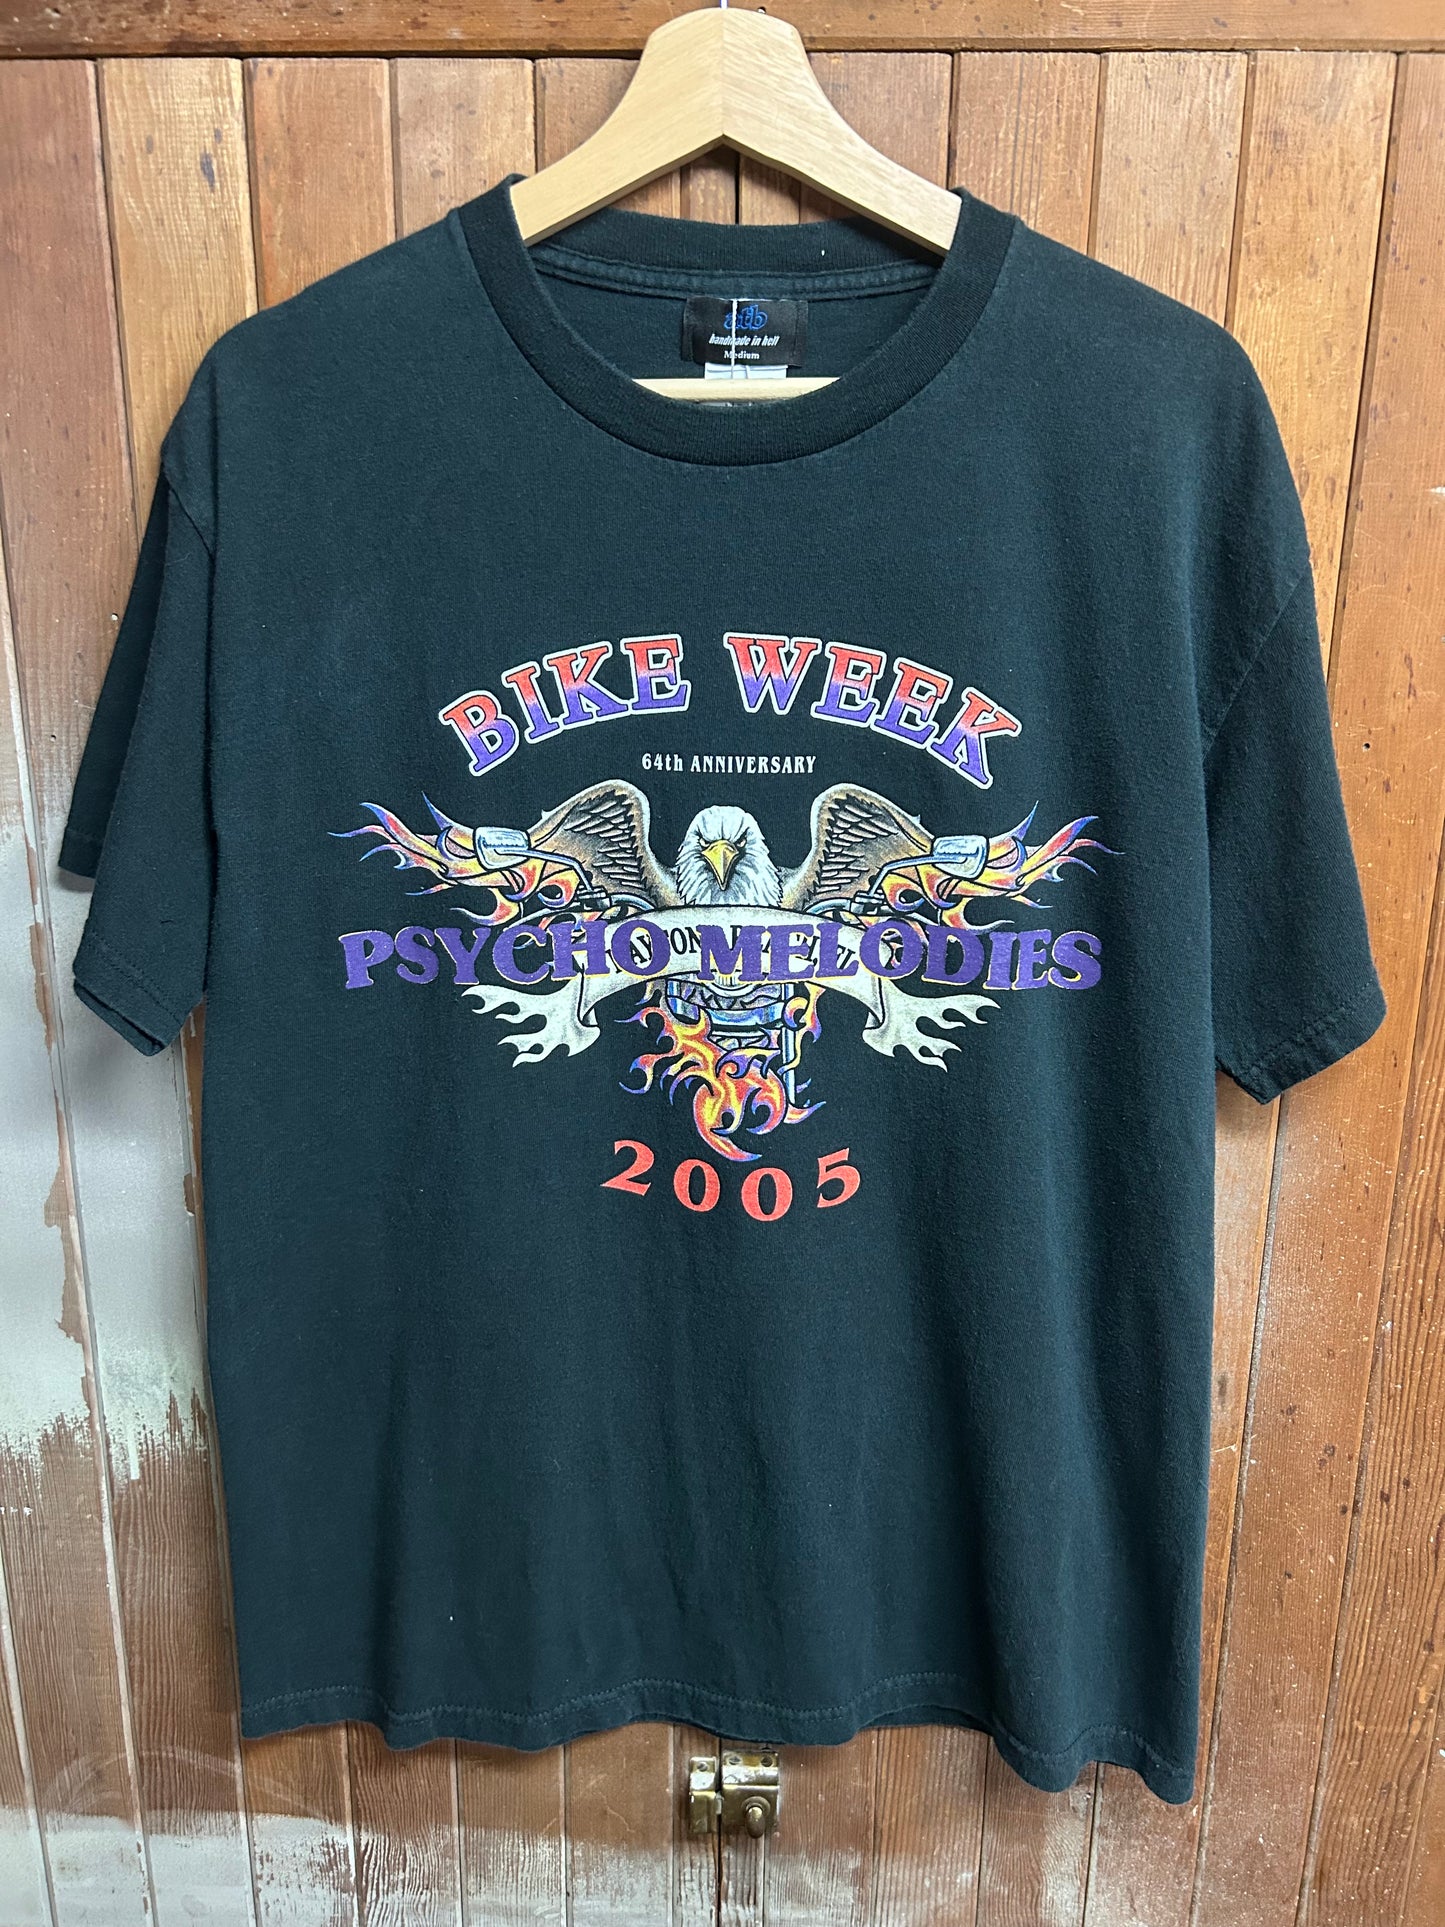 atb
handmade in hell
Medium
BIKE WEEK
64th ANNIVERSARY
PSYCHO MELODIES
2005